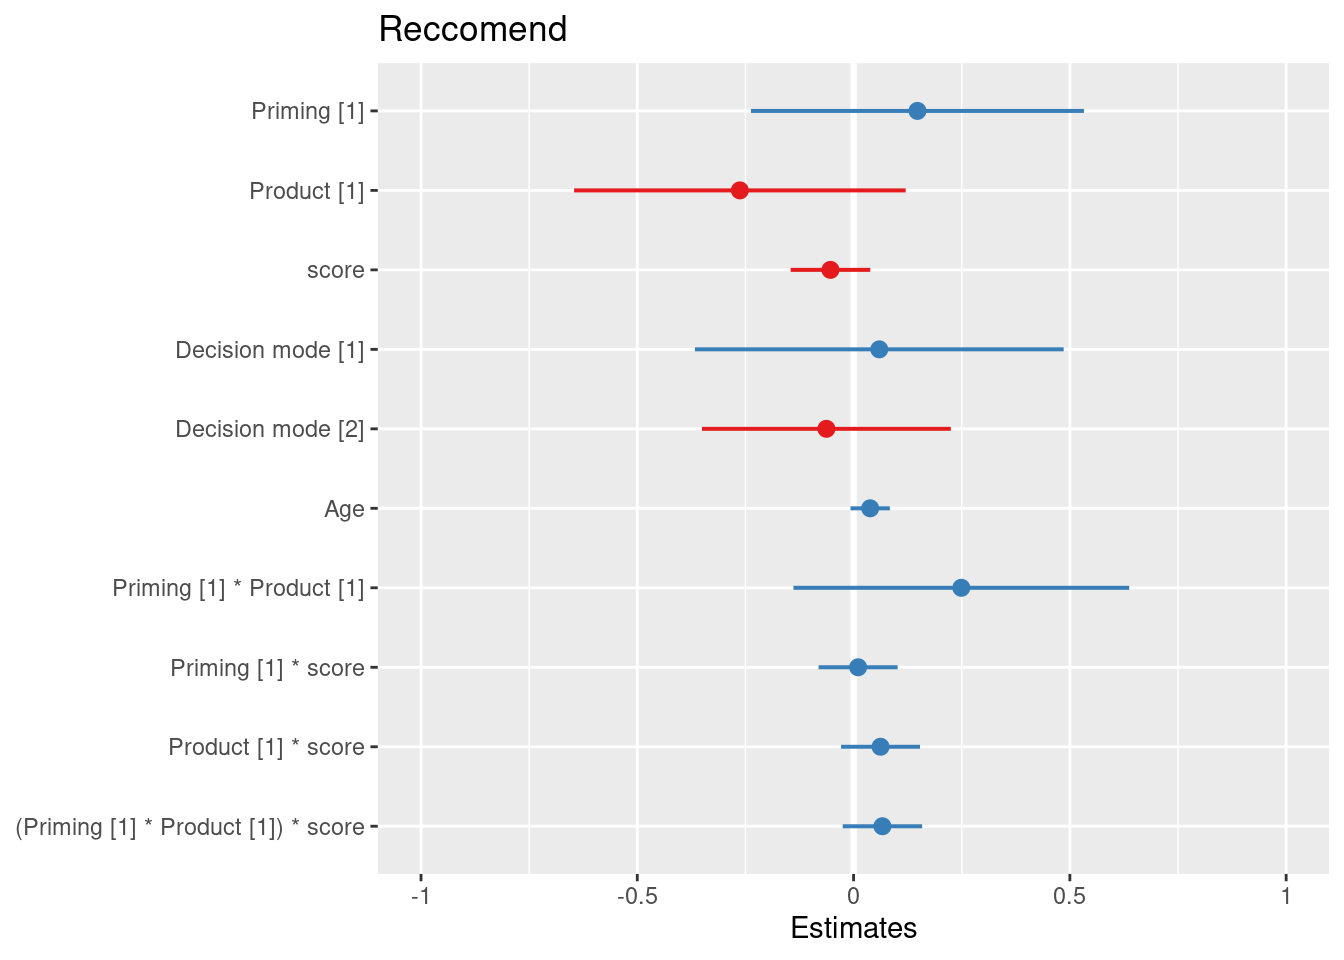 Reccomend
Priming [1]
Product [1]
score
Decision mode [1]
Decision mode [2]
Age
Priming [1] * Product [1]
Priming [1] * score
Product [1] * score
(Priming [1] * Product [1]) * score
-1 -0.5 0 0.5 1
Estimates